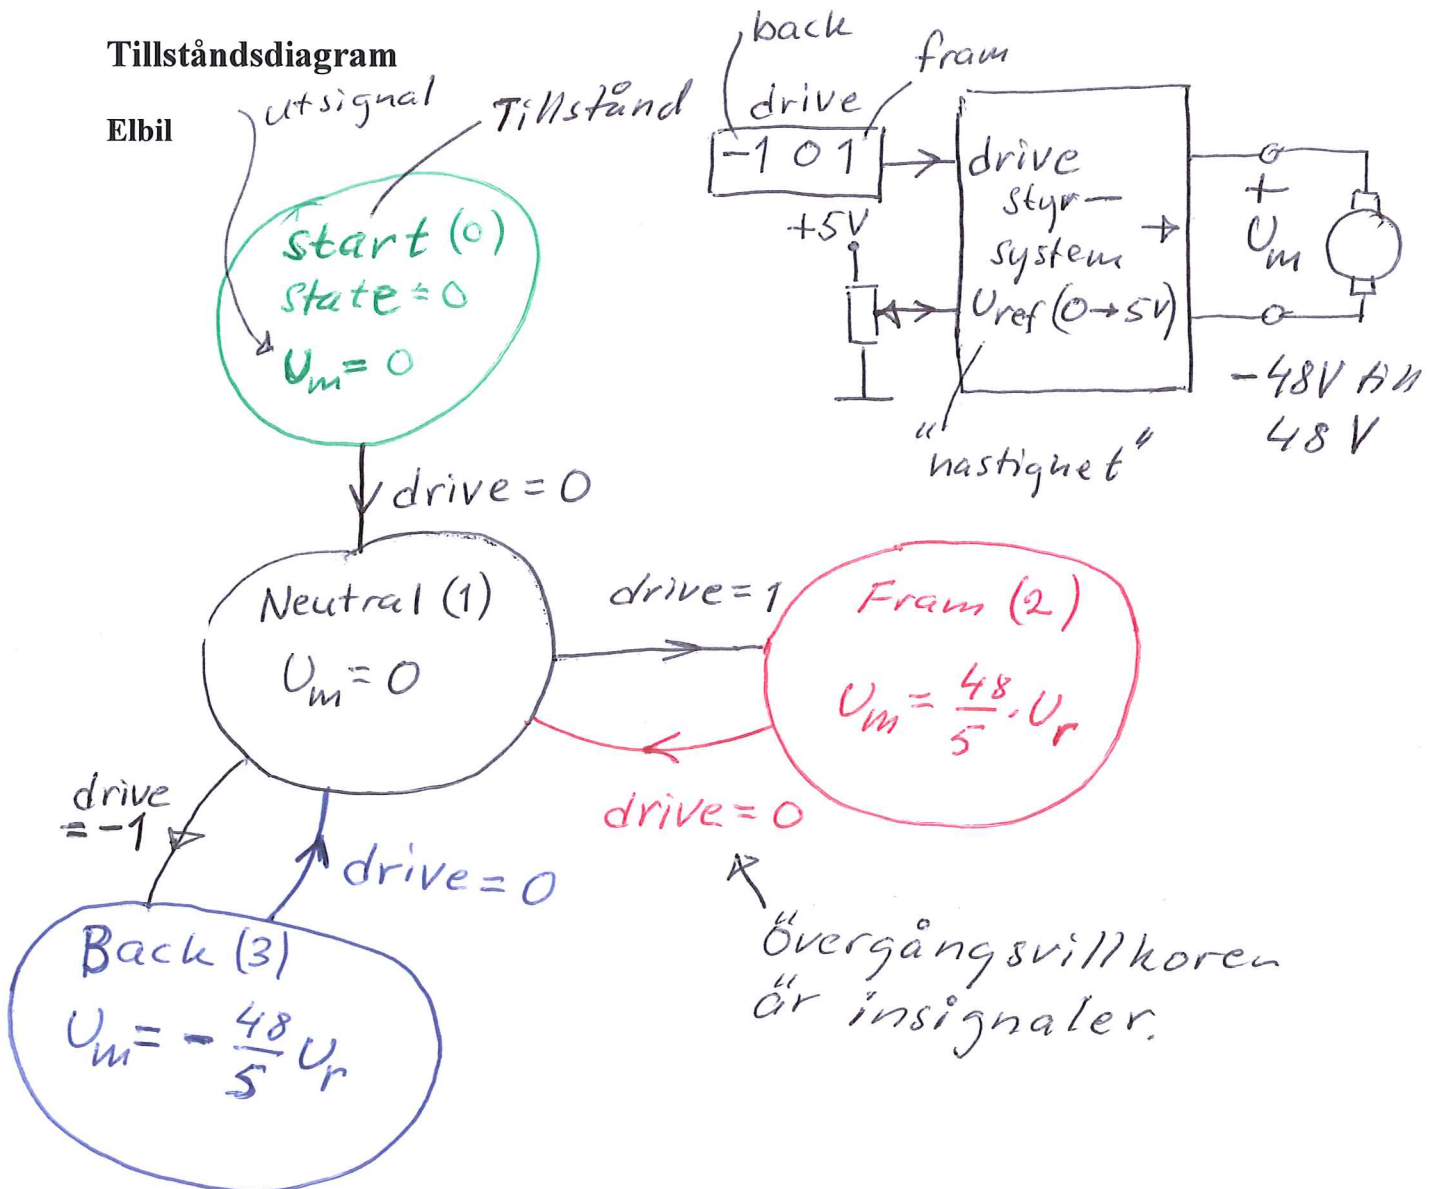 Tillståndsdiagram
Elbil
utsignal
Tillstånd
start (0)
state = 0
Um = 0
back
fram
drive
-1 0 1
drive
styr-
system
+5V
Uref (0→5V)
"hastighet"
+
Um
-48V till
48 V
drive = 0
Neutral (1)
Um = 0
drive = 1
Fram (2)
Um = 48/5 · Ur
drive = 0
drive
= -1
drive = 0
Back (3)
Um = - 48/5 Ur
Övergångsvillkoren
är insignaler.